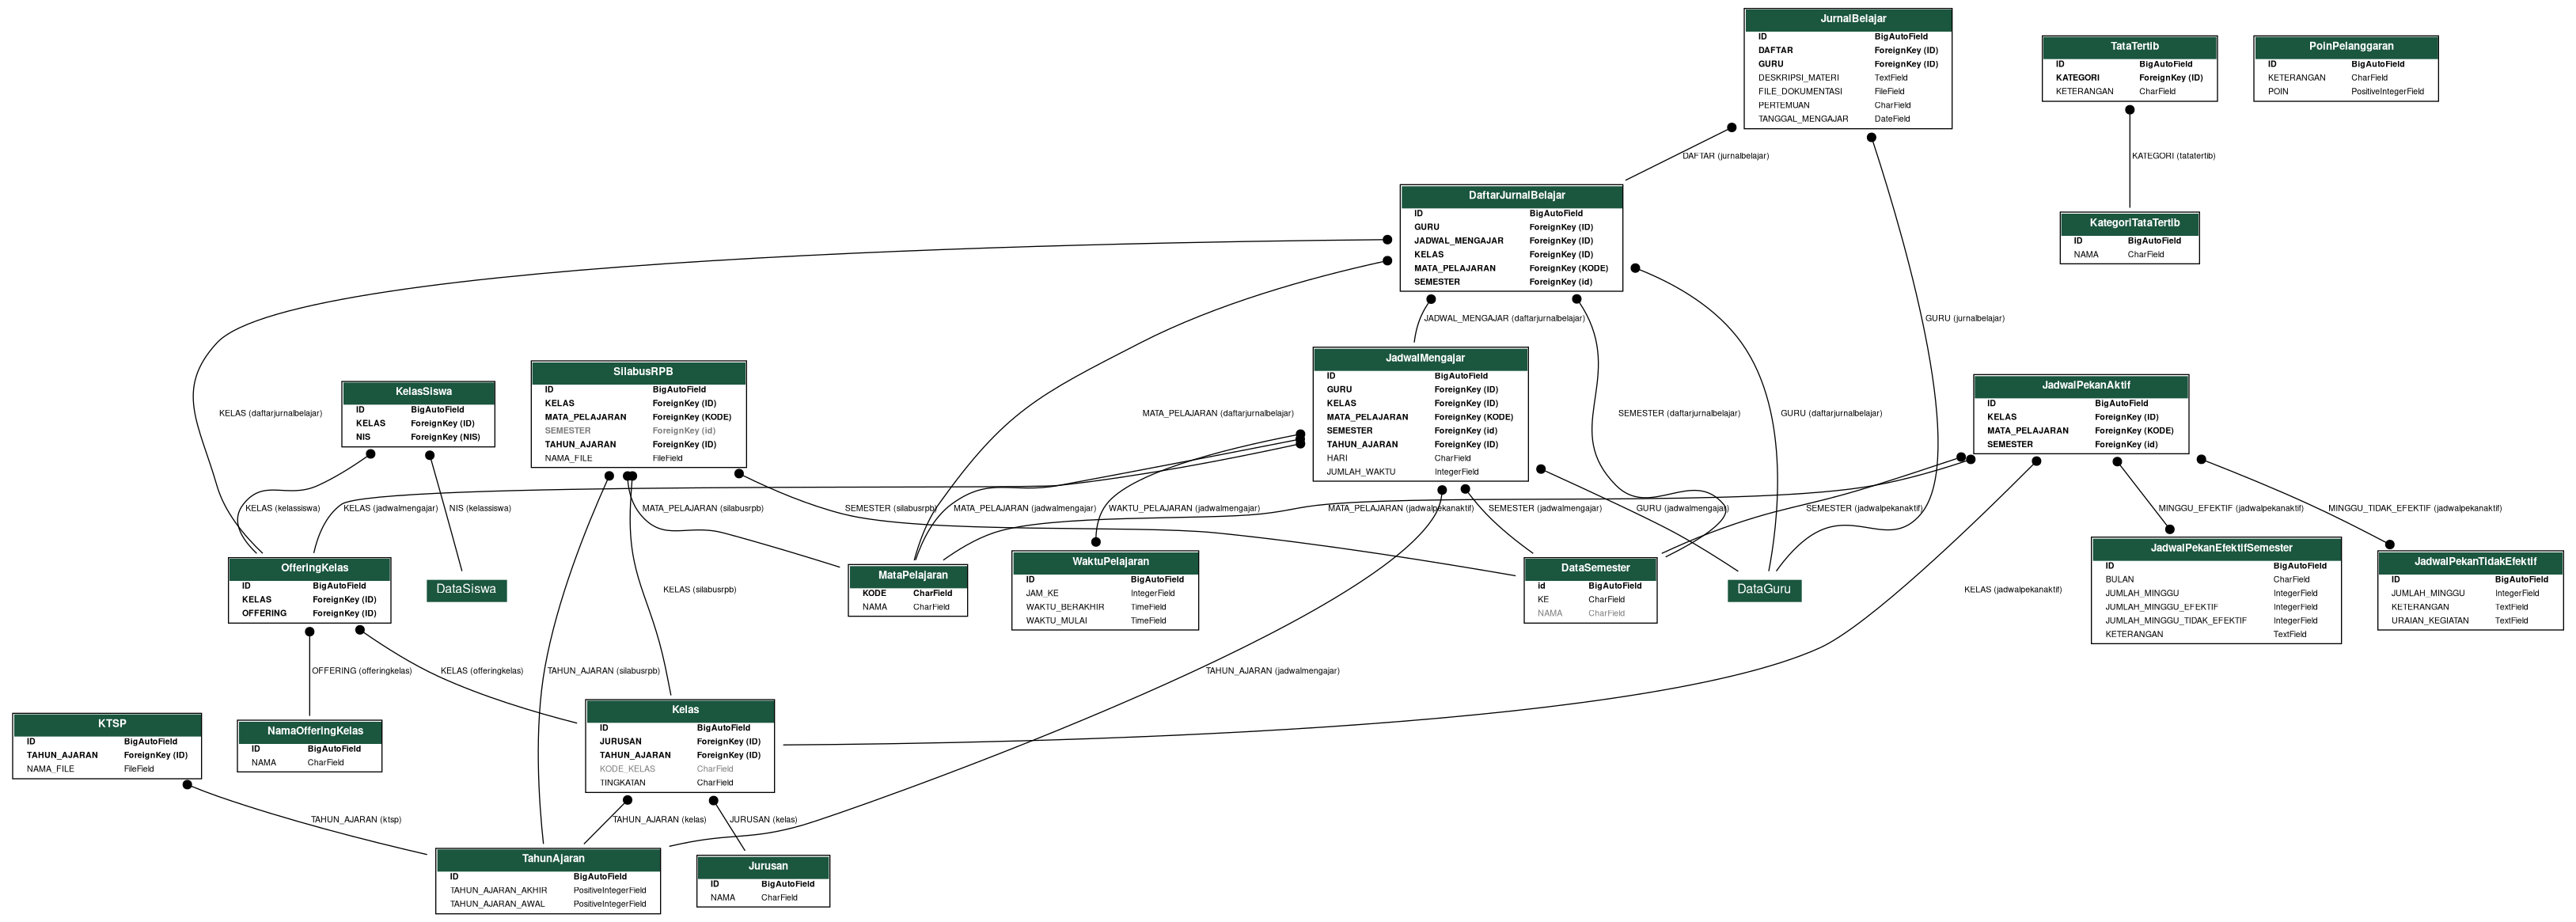 JurnalBelajar
ID BigAutoField
DAFTAR ForeignKey (ID)
GURU ForeignKey (ID)
DESKRIPSI_MATERI TextField
FILE_DOKUMENTASI FileField
PERTEMUAN CharField
TANGGAL_MENGAJAR DateField
TataTertib
ID BigAutoField
KATEGORI ForeignKey (ID)
KETERANGAN CharField
PoinPelanggaran
ID BigAutoField
KETERANGAN CharField
POIN PositiveIntegerField
DAFTAR (jurnalbelajar)
KATEGORI (tatatertib)
DaftarJurnalBelajar
ID BigAutoField
GURU ForeignKey (ID)
JADWAL_MENGAJAR ForeignKey (ID)
KELAS ForeignKey (ID)
MATA_PELAJARAN ForeignKey (KODE)
SEMESTER ForeignKey (id)
KategoriTataTertib
ID BigAutoField
NAMA CharField
JADWAL_MENGAJAR (daftarjurnalbelajar)
GURU (jurnalbelajar)
KELAS (daftarjurnalbelajar)
KelasSiswa
ID BigAutoField
KELAS ForeignKey (ID)
NIS ForeignKey (NIS)
SilabusRPB
ID BigAutoField
KELAS ForeignKey (ID)
MATA_PELAJARAN ForeignKey (KODE)
SEMESTER ForeignKey (id)
TAHUN_AJARAN ForeignKey (ID)
NAMA_FILE FileField
MATA_PELAJARAN (daftarjurnalbelajar)
JadwalMengajar
ID BigAutoField
GURU ForeignKey (ID)
KELAS ForeignKey (ID)
MATA_PELAJARAN ForeignKey (KODE)
SEMESTER ForeignKey (id)
TAHUN_AJARAN ForeignKey (ID)
HARI CharField
JUMLAH_WAKTU IntegerField
SEMESTER (daftarjurnalbelajar)
GURU (daftarjurnalbelajar)
JadwalPekanAktif
ID BigAutoField
KELAS ForeignKey (ID)
MATA_PELAJARAN ForeignKey (KODE)
SEMESTER ForeignKey (id)
KELAS (kelassiswa)
KELAS (jadwalmengajar)
NIS (kelassiswa)
MATA_PELAJARAN (silabusrpb)
SEMESTER (silabusrpb)
MATA_PELAJARAN (jadwalmengajar)
WAKTU_PELAJARAN (jadwalmengajar)
MATA_PELAJARAN (jadwalpekanaktif)
SEMESTER (jadwalmengajar)
GURU (jadwalmengajar)
SEMESTER (jadwalpekanaktif)
MINGGU_EFEKTIF (jadwalpekanaktif)
MINGGU_TIDAK_EFEKTIF (jadwalpekanaktif)
OfferingKelas
ID BigAutoField
KELAS ForeignKey (ID)
OFFERING ForeignKey (ID)
DataSiswa
KELAS (silabusrpb)
MataPelajaran
KODE CharField
NAMA CharField
WaktuPelajaran
ID BigAutoField
JAM_KE IntegerField
WAKTU_BERAKHIR TimeField
WAKTU_MULAI TimeField
DataSemester
id BigAutoField
KE CharField
NAMA CharField
DataGuru
KELAS (jadwalpekanaktif)
JadwalPekanEfektifSemester
ID BigAutoField
BULAN CharField
JUMLAH_MINGGU IntegerField
JUMLAH_MINGGU_EFEKTIF IntegerField
JUMLAH_MINGGU_TIDAK_EFEKTIF IntegerField
KETERANGAN TextField
JadwalPekanTidakEfektif
ID BigAutoField
JUMLAH_MINGGU IntegerField
KETERANGAN TextField
URAIAN_KEGIATAN TextField
OFFERING (offeringkelas)
KELAS (offeringkelas)
TAHUN_AJARAN (silabusrpb)
TAHUN_AJARAN (jadwalmengajar)
KTSP
ID BigAutoField
TAHUN_AJARAN ForeignKey (ID)
NAMA_FILE FileField
NamaOfferingKelas
ID BigAutoField
NAMA CharField
Kelas
ID BigAutoField
JURUSAN ForeignKey (ID)
TAHUN_AJARAN ForeignKey (ID)
KODE_KELAS CharField
TINGKATAN CharField
TAHUN_AJARAN (ktsp)
TAHUN_AJARAN (kelas)
JURUSAN (kelas)
TahunAjaran
ID BigAutoField
TAHUN_AJARAN_AKHIR PositiveIntegerField
TAHUN_AJARAN_AWAL PositiveIntegerField
Jurusan
ID BigAutoField
NAMA CharField